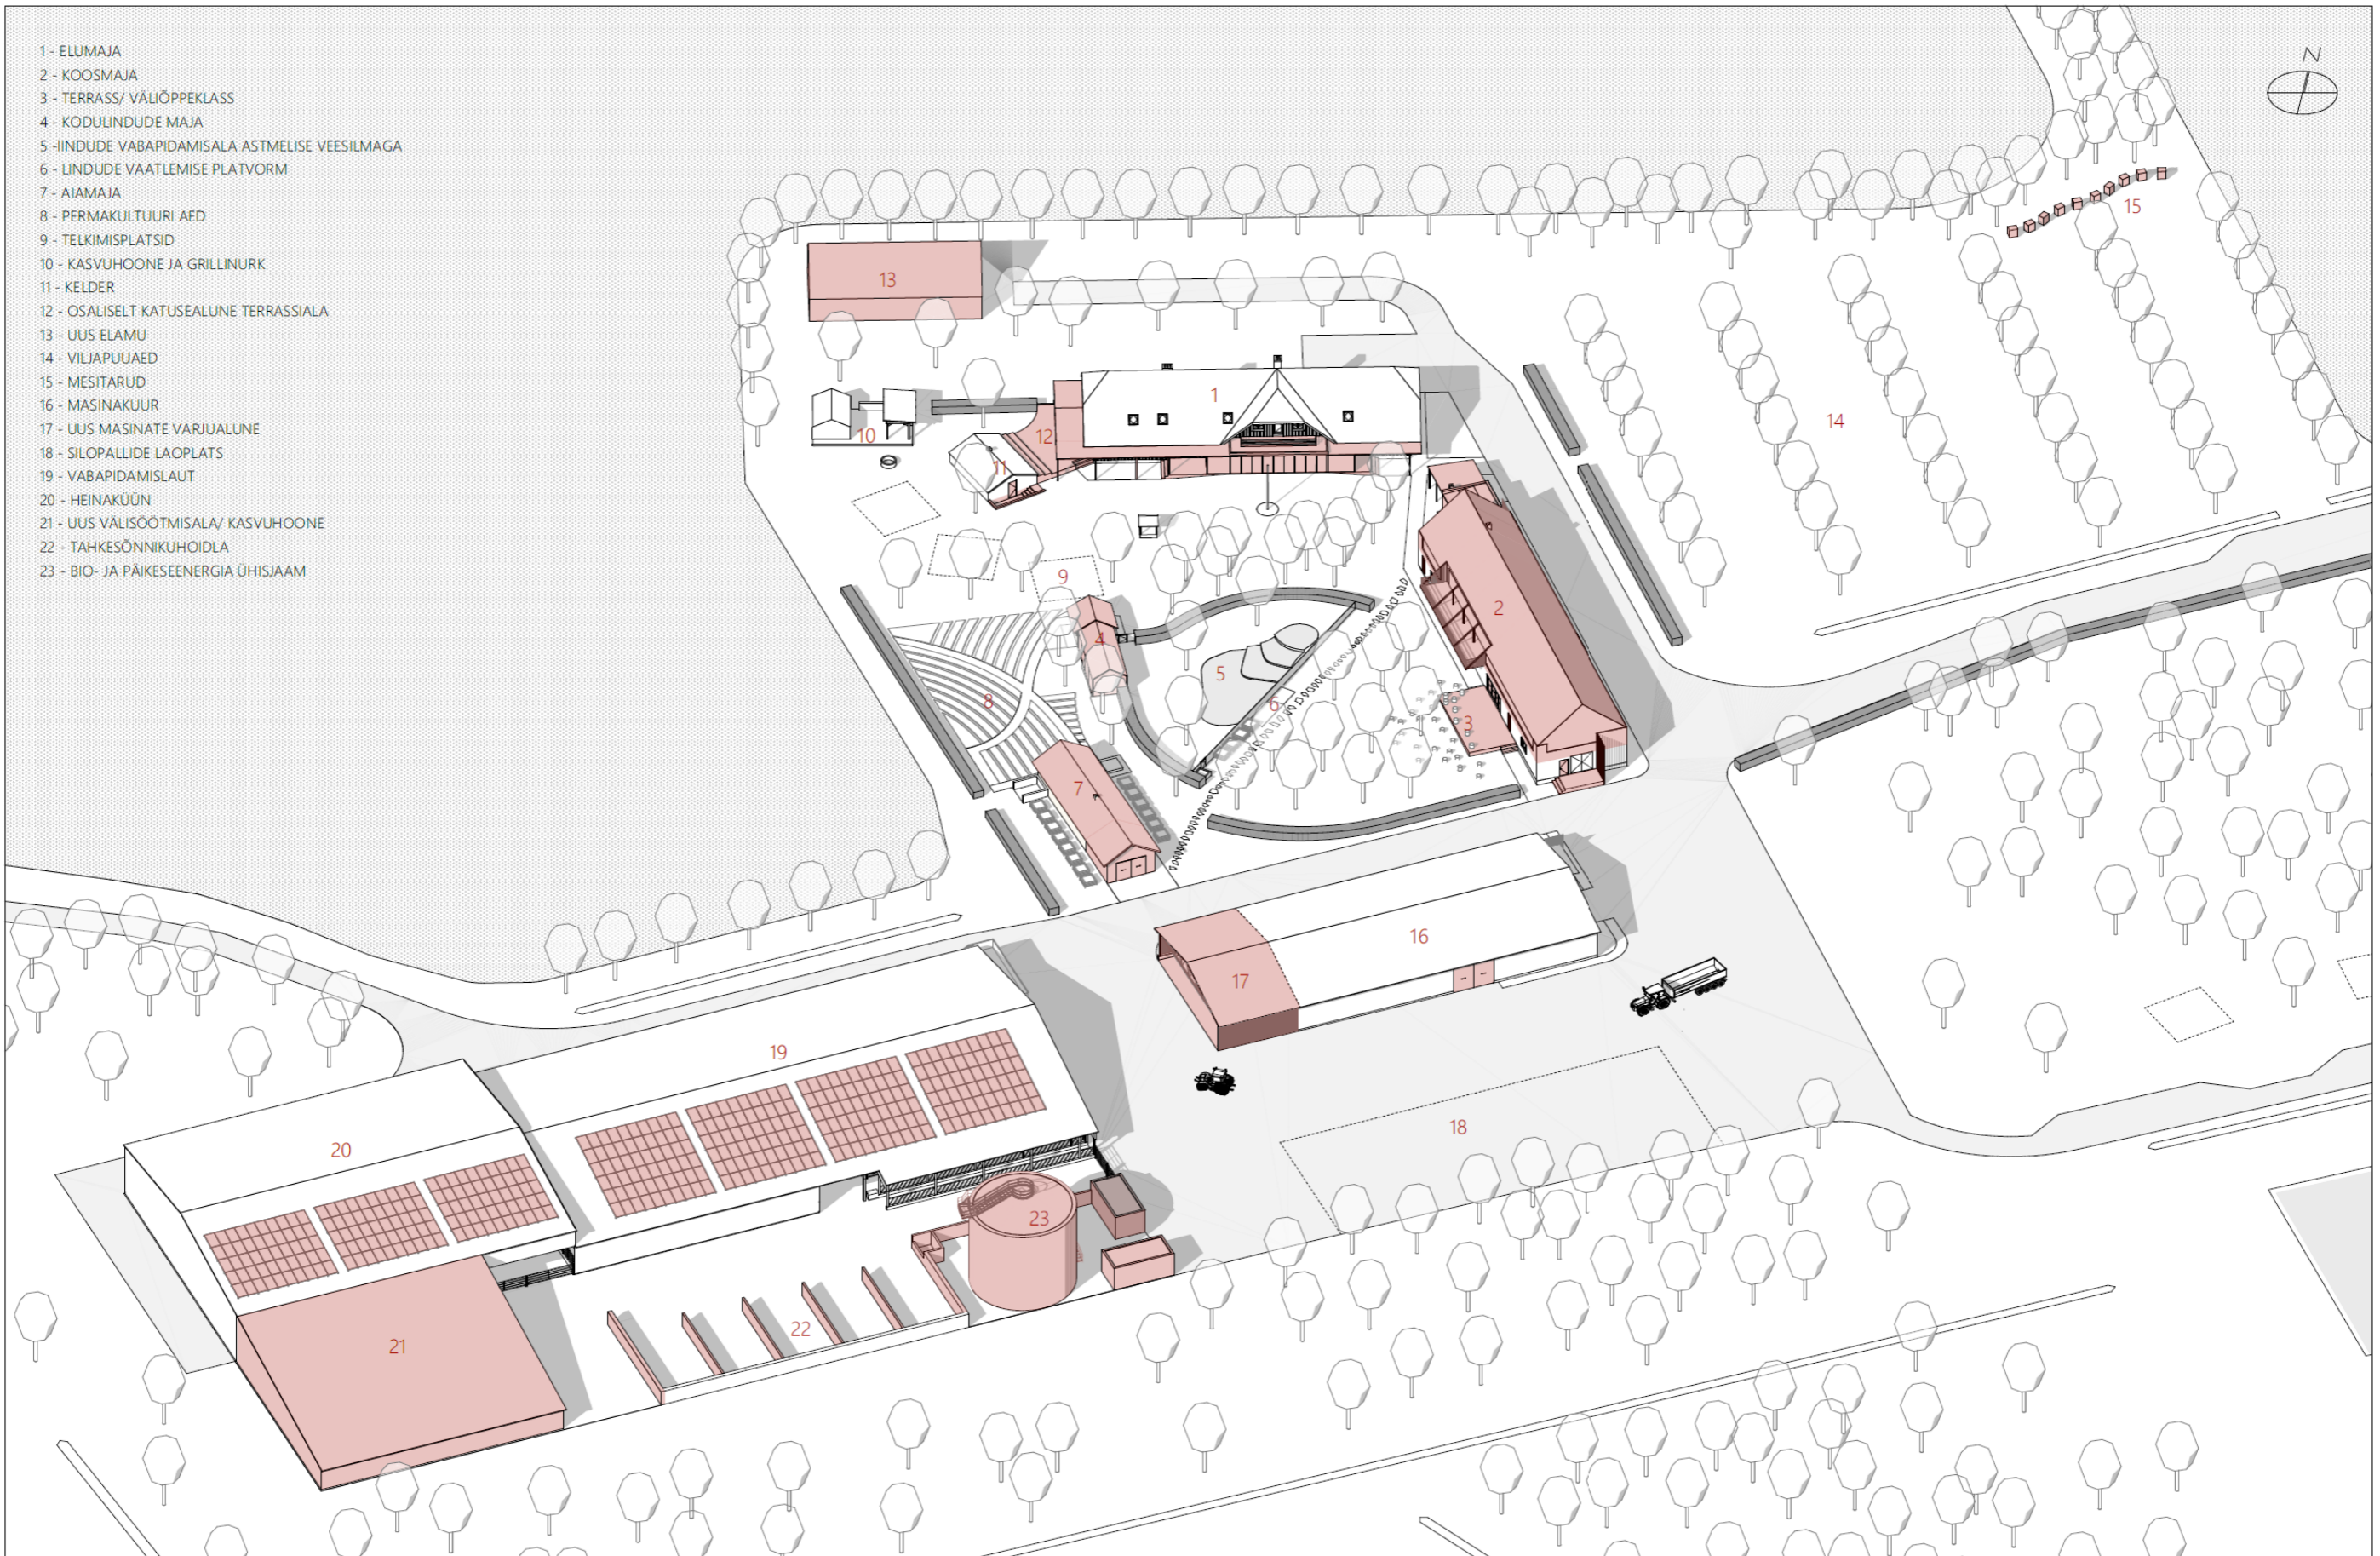 1 - ELUMAJA
2 - KOOSMAJA
3 - TERRASS/ VÄLIÕPPEKLASS
4 - KODULINDUDE MAJA
5 -lINDUDE VABAPIDAMISALA ASTMELISE VEESILMAGA
6 - LINDUDE VAATLEMISE PLATVORM
7 - AIAMAJA
8 - PERMAKULTUURI AED
9 - TELKIMISPLATSID
10 - KASVUHOONE JA GRILLINURK
11 - KELDER
12 - OSALISELT KATUSEALUNE TERRASSIALA
13 - UUS ELAMU
14 - VILJAPUUAED
15 - MESITARUD
16 - MASINAKUUR
17 - UUS MASINATE VARJUALUNE
18 - SILOPALLIDE LAOPLATS
19 - VABAPIDAMISLAUT
20 - HEINAKÜÜN
21 - UUS VÄLISÖÖTMISALA/ KASVUHOONE
22 - TAHKESÕNNIKUHOIDLA
23 - BIO- JA PÄIKESEENERGIA ÜHISJAAM
N
15
13
1
14
10
12
11
9
2
4
5
8
6
3
7
16
17
19
18
20
23
22
21